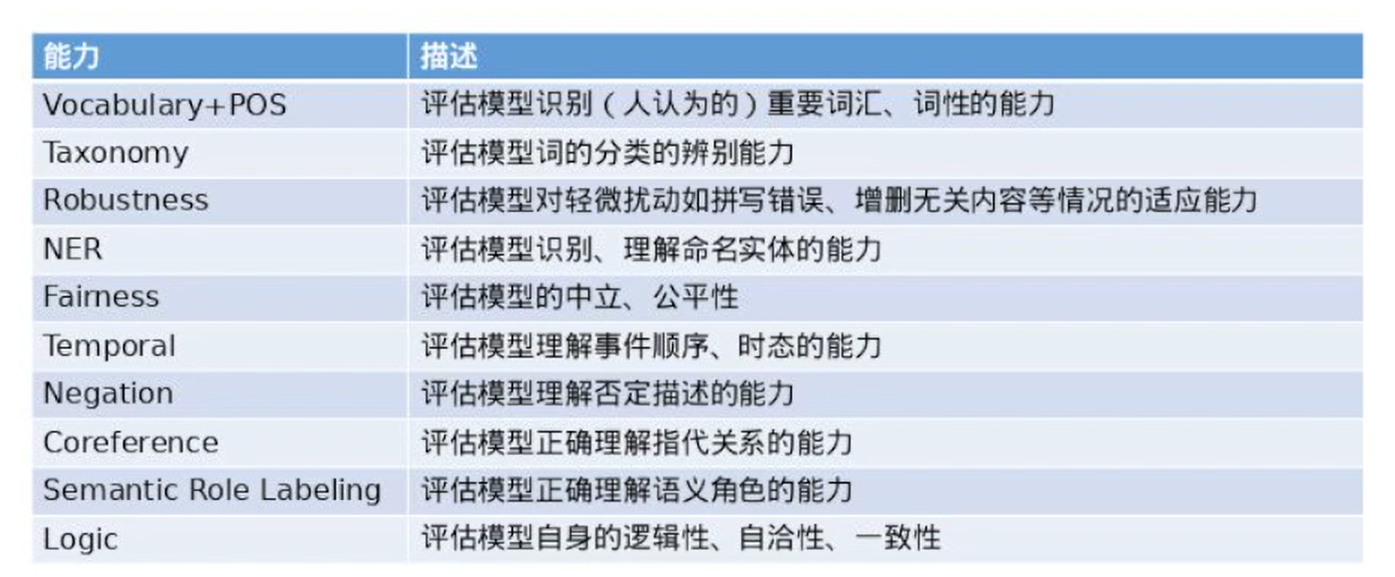 能力 描述
Vocabulary+POS 评估模型识别（人认为的）重要词汇、词性的能力
Taxonomy 评估模型词的分类的辨别能力
Robustness 评估模型对轻微扰动如拼写错误、增删无关内容等情况的适应能力
NER 评估模型识别、理解命名实体的能力
Fairness 评估模型的中立、公平性
Temporal 评估模型理解事件顺序、时态的能力
Negation 评估模型理解否定描述的能力
Coreference 评估模型正确理解指代关系的能力
Semantic Role Labeling 评估模型正确理解语义角色的能力
Logic 评估模型自身的逻辑性、自洽性、一致性